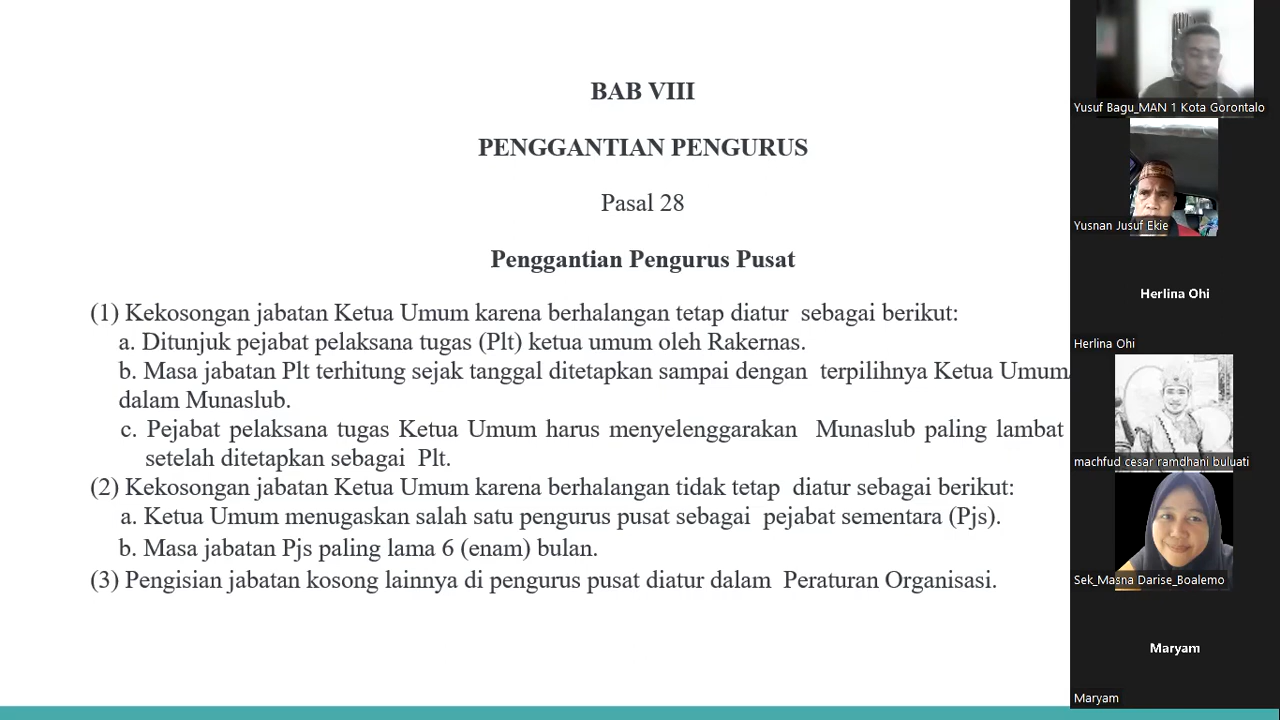 BAB VIII
PENGGANTIAN PENGURUS
Pasal 28
Penggantian Pengurus Pusat
(1) Kekosongan jabatan Ketua Umum karena berhalangan tetap diatur sebagai berikut:
a. Ditunjuk pejabat pelaksana tugas (Plt) ketua umum oleh Rakernas.
b. Masa jabatan Plt terhitung sejak tanggal ditetapkan sampai dengan terpilihnya Ketua Umum
dalam Munaslub.
c. Pejabat pelaksana tugas Ketua Umum harus menyelenggarakan Munaslub paling lambat
setelah ditetapkan sebagai Plt.
(2) Kekosongan jabatan Ketua Umum karena berhalangan tidak tetap diatur sebagai berikut:
a. Ketua Umum menugaskan salah satu pengurus pusat sebagai pejabat sementara (Pjs).
b. Masa jabatan Pjs paling lama 6 (enam) bulan.
(3) Pengisian jabatan kosong lainnya di pengurus pusat diatur dalam Peraturan Organisasi.
Yusuf Bagu_MAN 1 Kota Gorontalo
Yusnan Jusuf Ekie
Herlina Ohi
Herlina Ohi
machfud cesar ramdhani buluati
Sek_Masna Darise_Boalemo
Maryam
Maryam